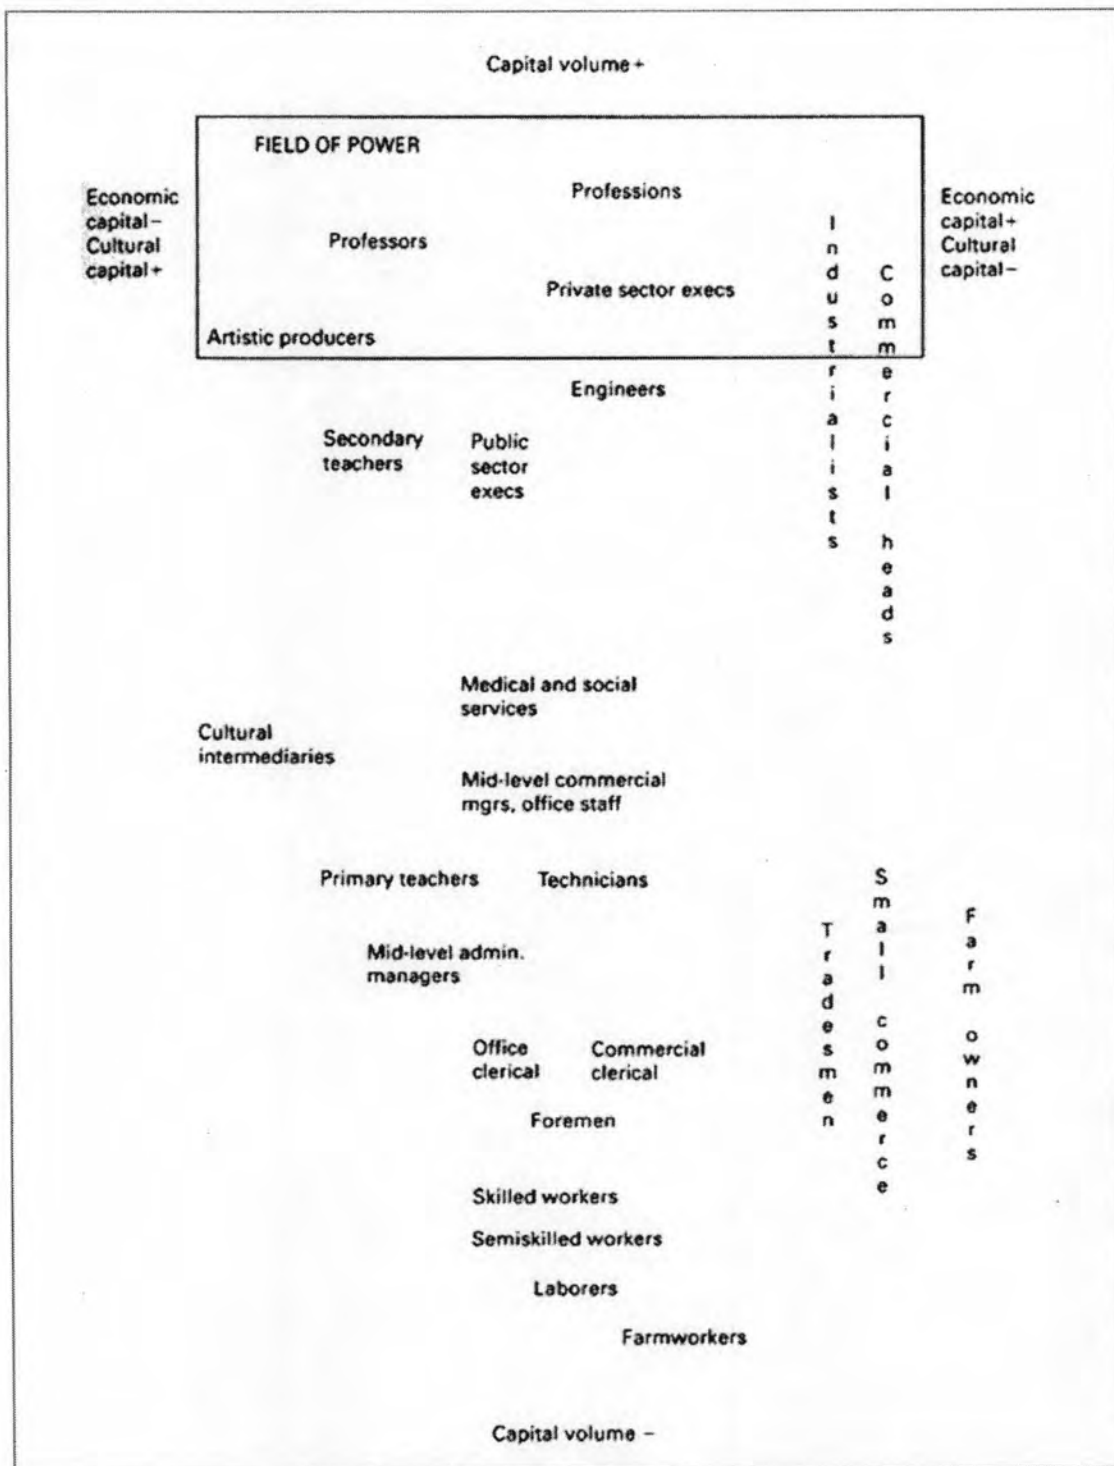 Capital volume +
FIELD OF POWER
Professions
Economic
capital –
Cultural
capital +
Economic
capital +
Cultural
capital –
Professors
Private sector execs
Artistic producers
Industrialists
Commercial heads
Engineers
Secondary
teachers
Public
sector
execs
Medical and social
services
Cultural
intermediaries
Mid-level commercial
mgrs, office staff
Primary teachers
Technicians
Tradesmen
Small commerce
Farm owners
Mid-level admin.
managers
Office
clerical
Commercial
clerical
Foremen
Skilled workers
Semiskilled workers
Laborers
Farmworkers
Capital volume –